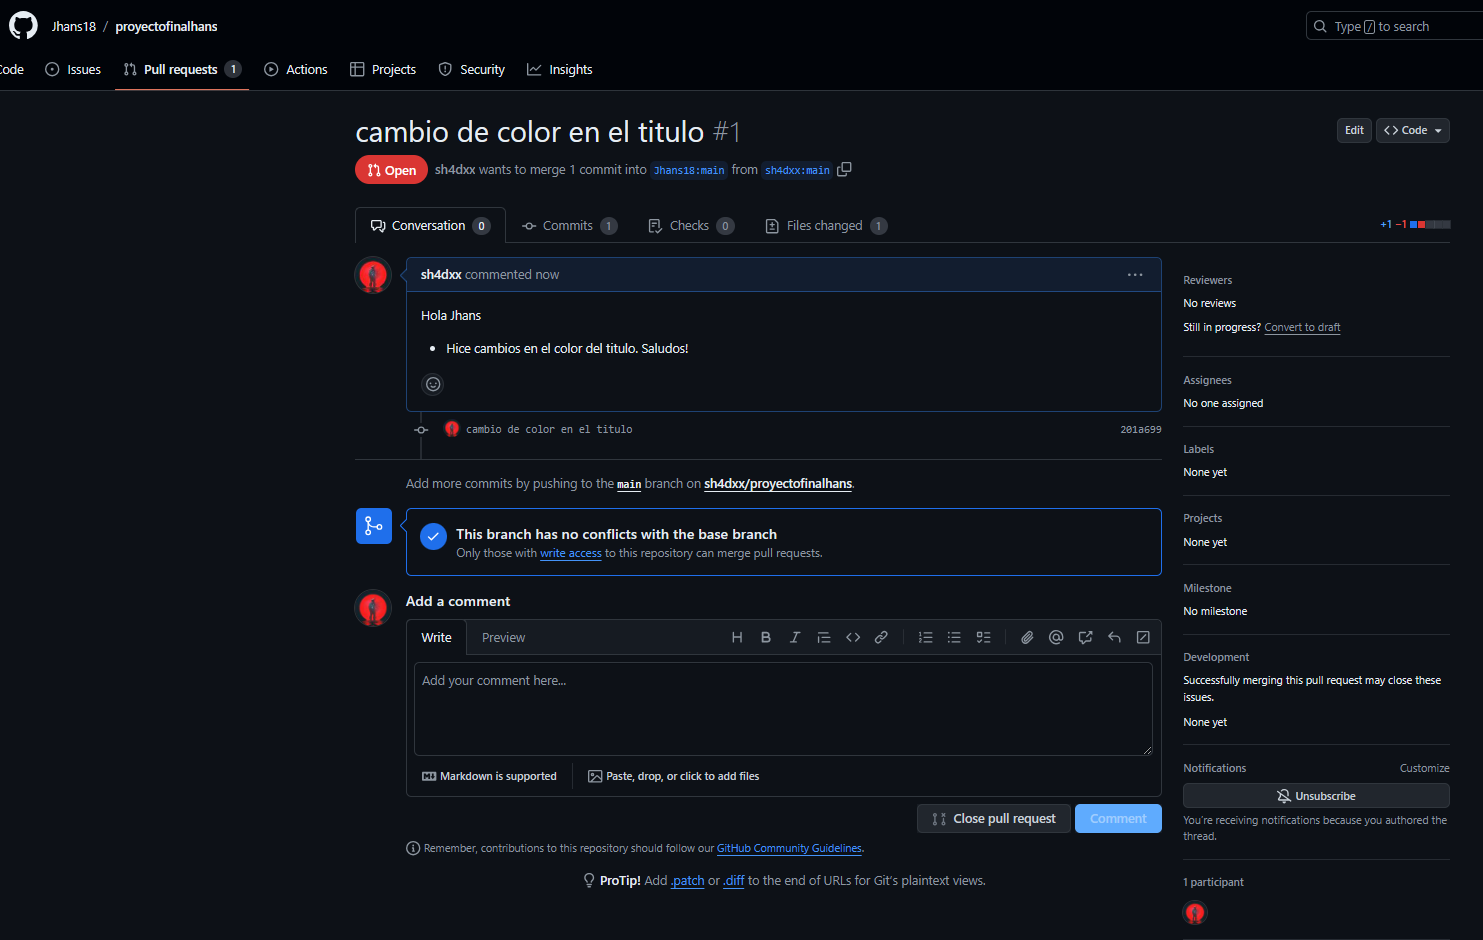 Jhans18 / proyectofinalhans
Type / to search
Code Issues Pull requests 1 Actions Projects Security Insights
cambio de color en el titulo #1
Edit <> Code
Open sh4dxx wants to merge 1 commit into Jhans18:main from sh4dxx:main
Conversation 0 Commits 1 Checks 0 Files changed 1
+1 −1
sh4dxx commented now
Hola Jhans
• Hice cambios en el color del titulo. Saludos!
cambio de color en el titulo 201a699
Add more commits by pushing to the main branch on sh4dxx/proyectofinalhans.
This branch has no conflicts with the base branch
Only those with write access to this repository can merge pull requests.
Add a comment
Write Preview
Add your comment here...
Markdown is supported
Paste, drop, or click to add files
Close pull request Comment
Remember, contributions to this repository should follow our GitHub Community Guidelines.
ProTip! Add .patch or .diff to the end of URLs for Git's plaintext views.
Reviewers
No reviews
Still in progress? Convert to draft
Assignees
No one assigned
Labels
None yet
Projects
None yet
Milestone
No milestone
Development
Successfully merging this pull request may close these
issues.
None yet
Notifications Customize
Unsubscribe
You're receiving notifications because you authored the
thread.
1 participant